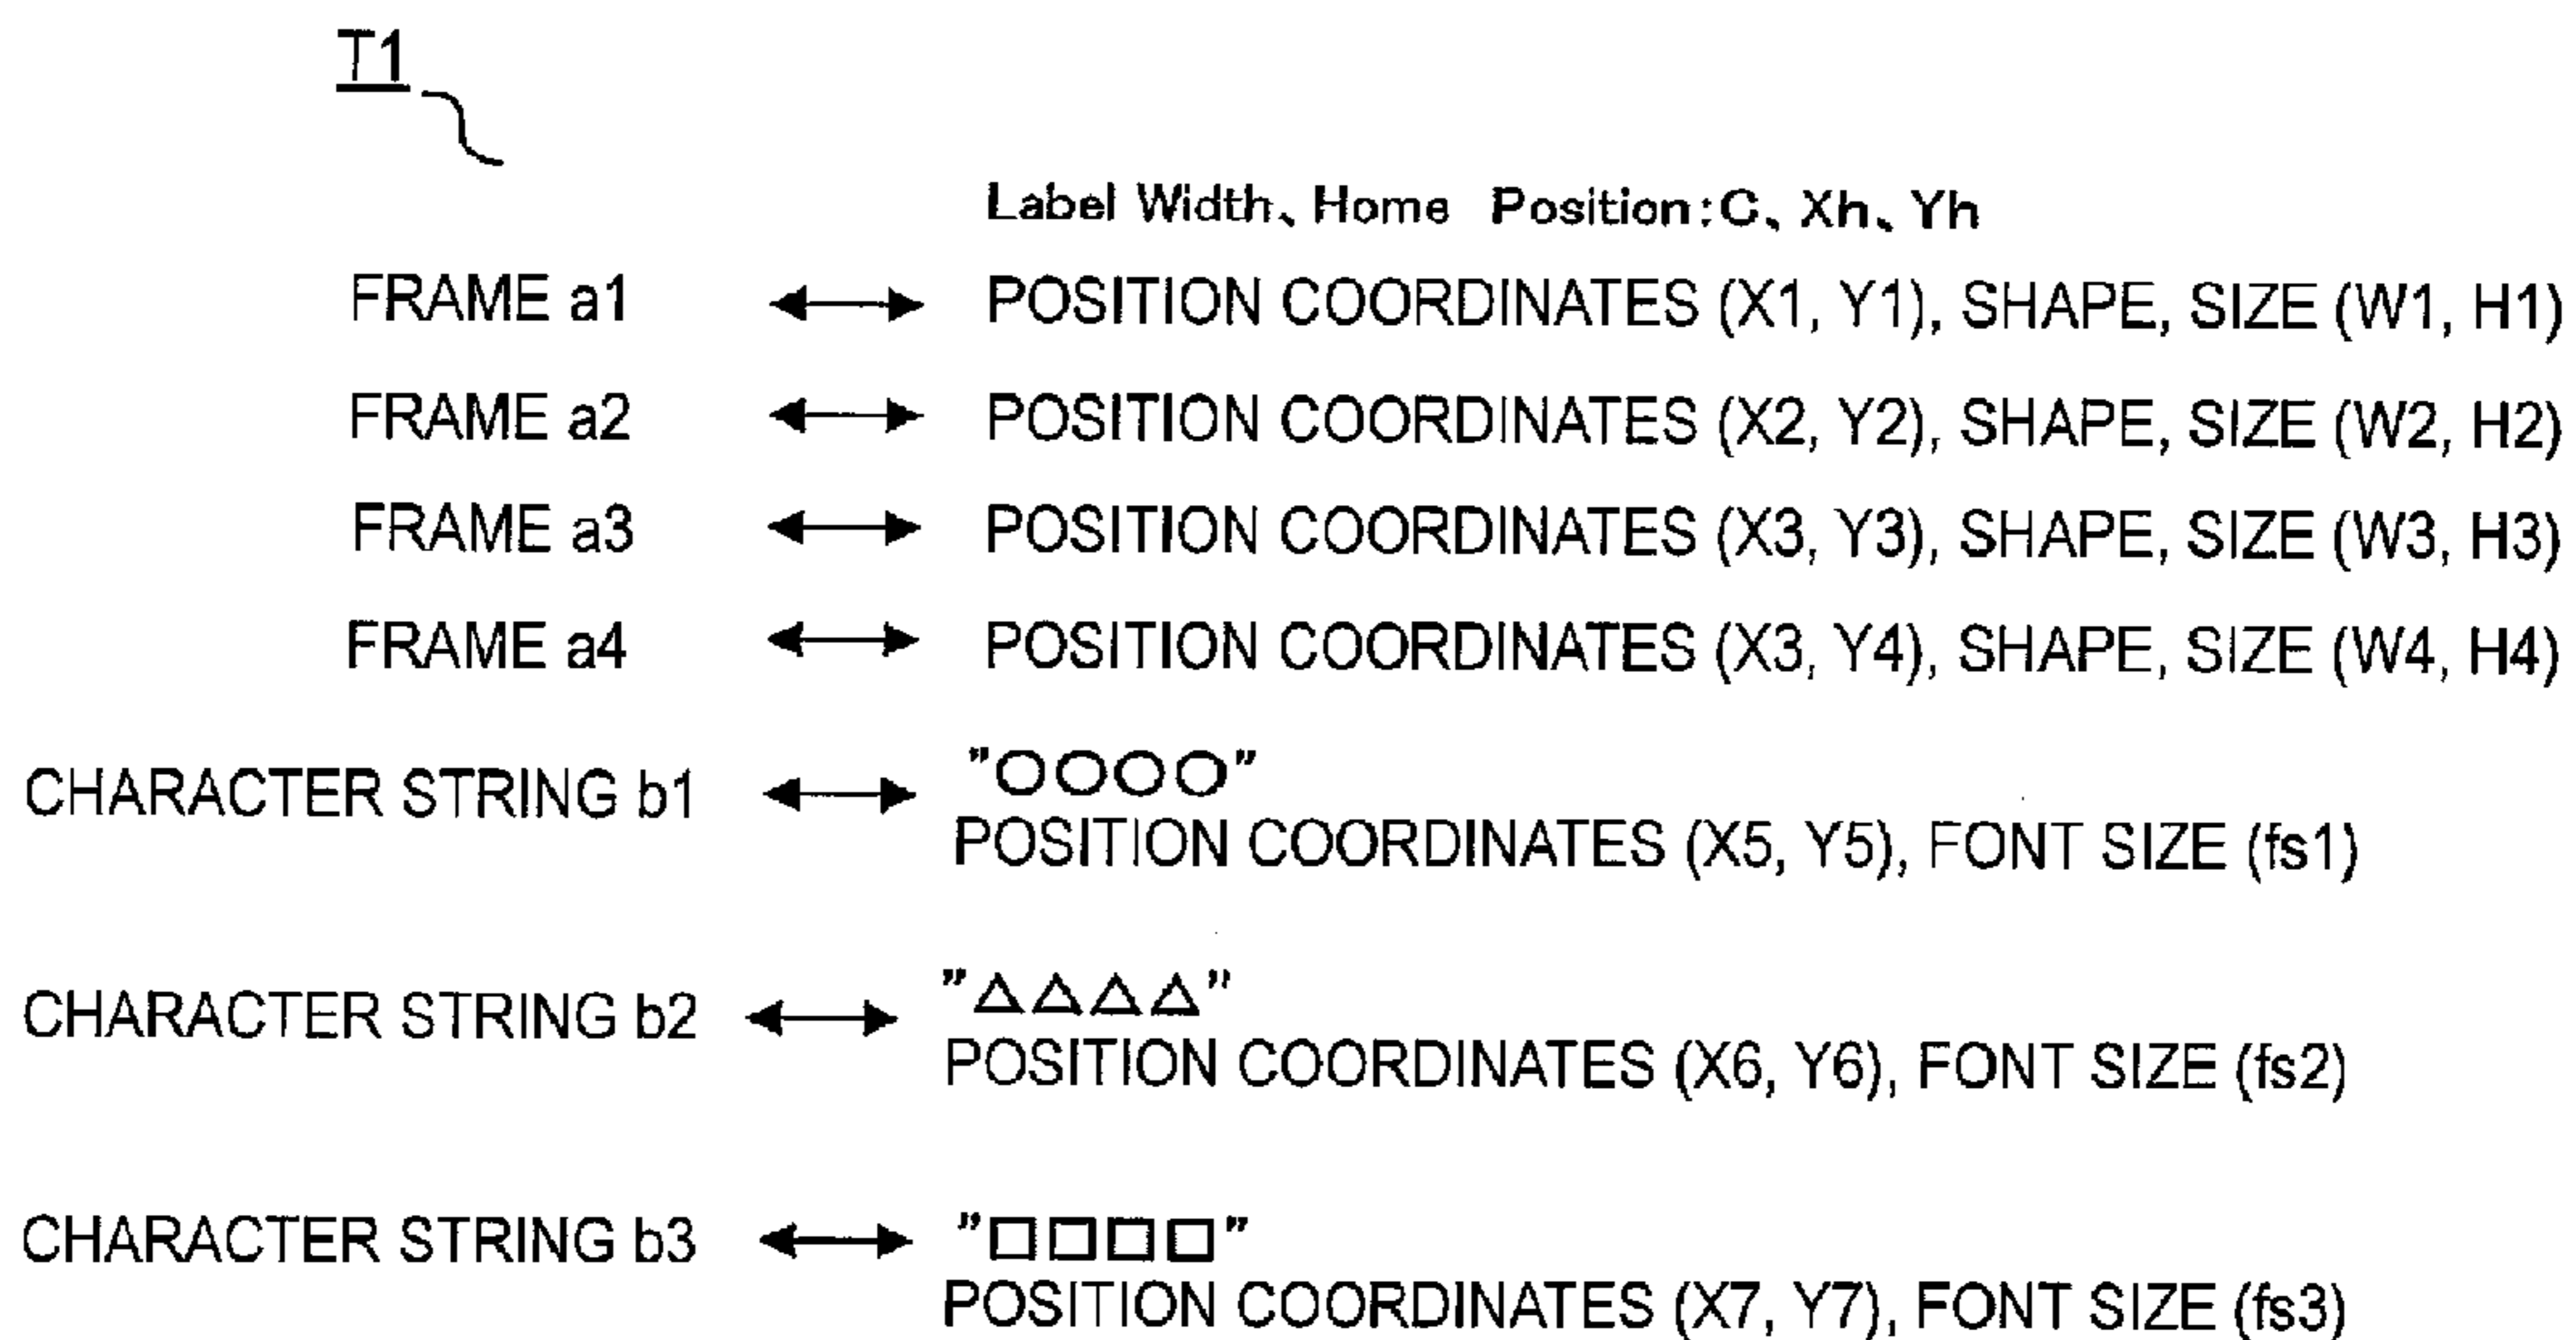 T1
Label Width、Home Position:C、Xh、Yh
FRAME a1 ↔ POSITION COORDINATES (X1, Y1), SHAPE, SIZE (W1, H1)
FRAME a2 ↔ POSITION COORDINATES (X2, Y2), SHAPE, SIZE (W2, H2)
FRAME a3 ↔ POSITION COORDINATES (X3, Y3), SHAPE, SIZE (W3, H3)
FRAME a4 ↔ POSITION COORDINATES (X3, Y4), SHAPE, SIZE (W4, H4)
CHARACTER STRING b1 ↔ "○○○○"
POSITION COORDINATES (X5, Y5), FONT SIZE (fs1)
CHARACTER STRING b2 ↔ "△△△△"
POSITION COORDINATES (X6, Y6), FONT SIZE (fs2)
CHARACTER STRING b3 ↔ "□□□□"
POSITION COORDINATES (X7, Y7), FONT SIZE (fs3)